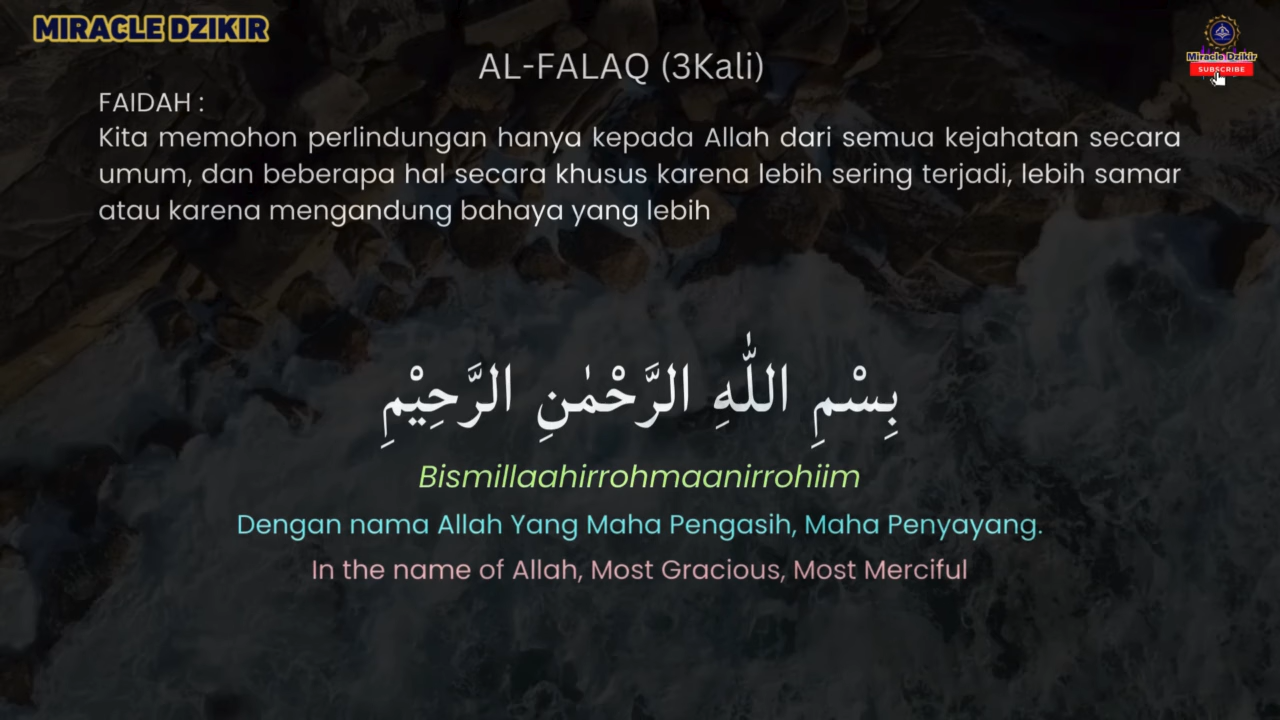 MIRACLE DZIKIR
Miracle Dzikir
SUBSCRIBE
AL-FALAQ (3Kali)
FAIDAH :
Kita memohon perlindungan hanya kepada Allah dari semua kejahatan secara
umum, dan beberapa hal secara khusus karena lebih sering terjadi, lebih samar
atau karena mengandung bahaya yang lebih
بِسْمِ اللّٰهِ الرَّحْمٰنِ الرَّحِيْمِ
Bismillaahirrohmaanirrohiim
Dengan nama Allah Yang Maha Pengasih, Maha Penyayang.
In the name of Allah, Most Gracious, Most Merciful